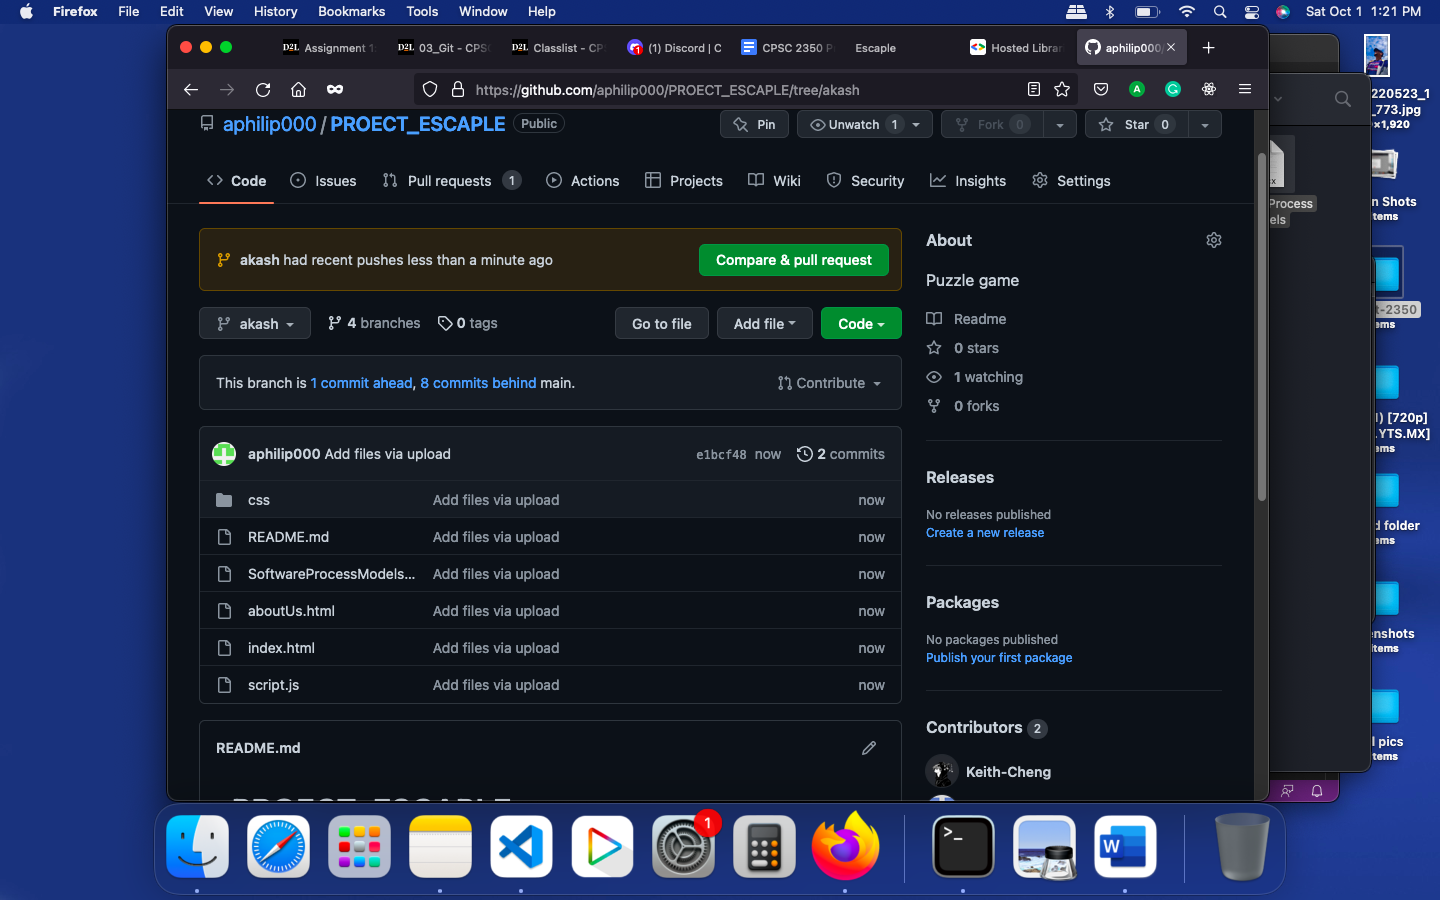 Firefox File Edit View History Bookmarks Tools Window Help Sat Oct 1 1:21 PM
D2L Assignment 1 D2L 03_Git - CPSC D2L Classlist - CP (1) Discord | C CPSC 2350 P Escaple Hosted Libra aphilip000/
https://github.com/aphilip000/PROECT_ESCAPLE/tree/akash
aphilip000 / PROECT_ESCAPLE Public Pin Unwatch 1 Fork 0 Star 0
Code Issues Pull requests 1 Actions Projects Wiki Security Insights Settings
akash had recent pushes less than a minute ago Compare & pull request
akash 4 branches 0 tags Go to file Add file Code
This branch is 1 commit ahead, 8 commits behind main. Contribute
aphilip000 Add files via upload e1bcf48 now 2 commits
css Add files via upload now
README.md Add files via upload now
SoftwareProcessModels... Add files via upload now
aboutUs.html Add files via upload now
index.html Add files via upload now
script.js Add files via upload now
README.md
PROECT_ESCAPLE
About
Puzzle game
Readme
0 stars
1 watching
0 forks
Releases
No releases published
Create a new release
Packages
No packages published
Publish your first package
Contributors 2
Keith-Cheng
Process
els
220523_1
_773.jpg
×1,920
n Shots
tems
t-2350
ems
1) [720p]
.YTS.MX]
ems
d folder
ems
enshots
items
l pics
tems
1
A
>_
W